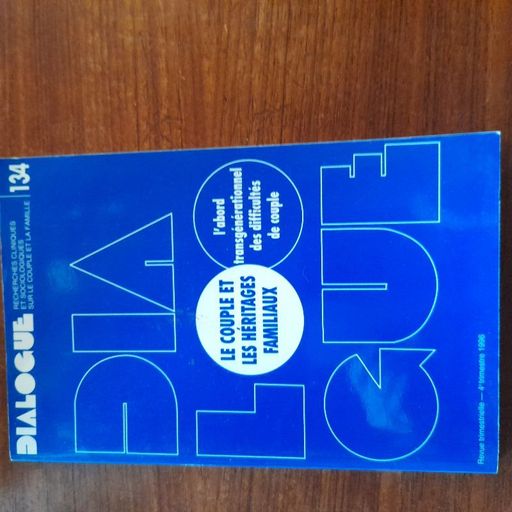 DIALOGUE
RECHERCHES CLINIQUES
ET SOCIOLOGIQUES
SUR LE COUPLE ET LA FAMILLE
134
DIA
LOGUE
LE COUPLE ET
LES HÉRITAGES
FAMILIAUX
l'abord
transgénérationnel
des difficultés
de couple
Revue trimestrielle — 4e trimestre 1996